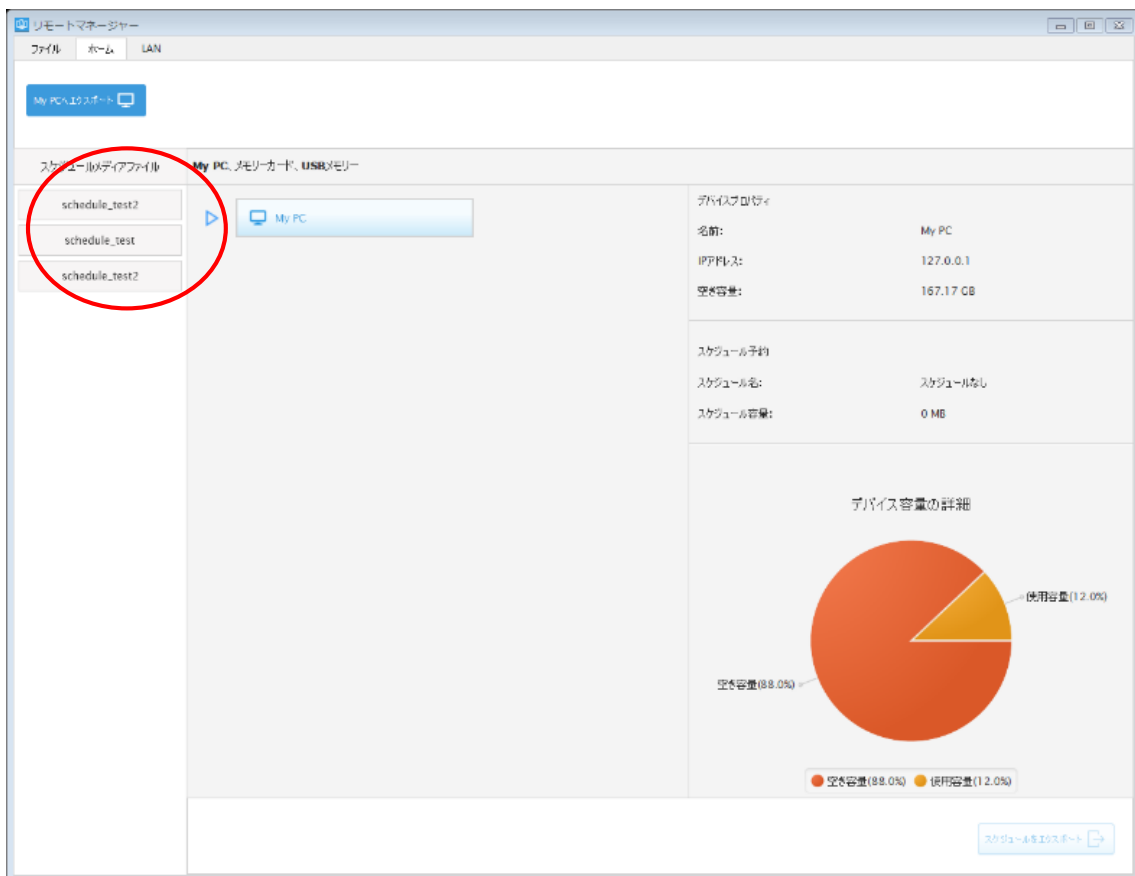 リモートマネージャー
ファイル ホーム LAN
My PCへエクスポート
スケジュールメディアファイル
My PC、メモリーカード、USBメモリー
schedule_test2
schedule_test
schedule_test2
My PC
デバイスプロパティ
名前: My PC
IPアドレス: 127.0.0.1
空き容量: 167.17 GB
スケジュール予約
スケジュール名: スケジュールなし
スケジュール容量: 0 MB
デバイス容量の詳細
使用容量(12.0%)
空き容量(88.0%)
空き容量(88.0%) 使用容量(12.0%)
スケジュールをエクスポート